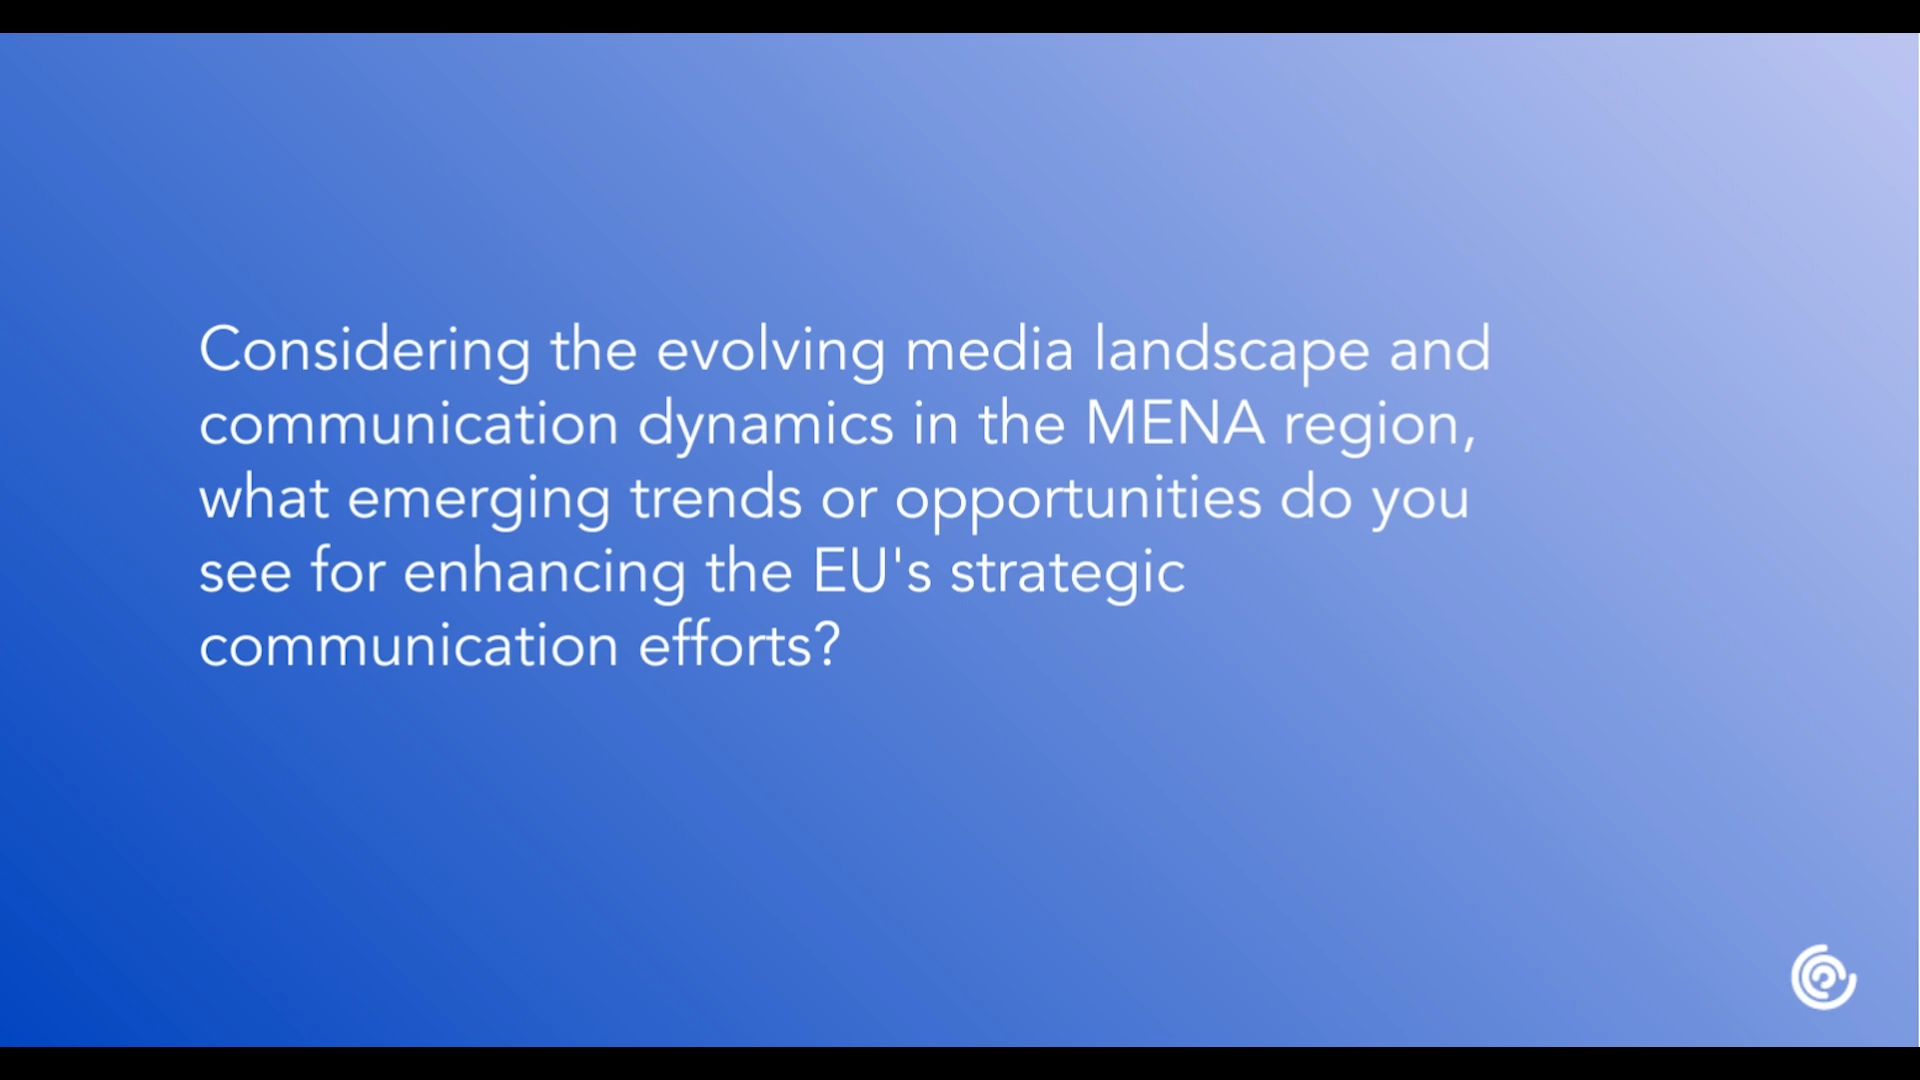 Considering the evolving media landscape and
communication dynamics in the MENA region,
what emerging trends or opportunities do you
see for enhancing the EU's strategic
communication efforts?